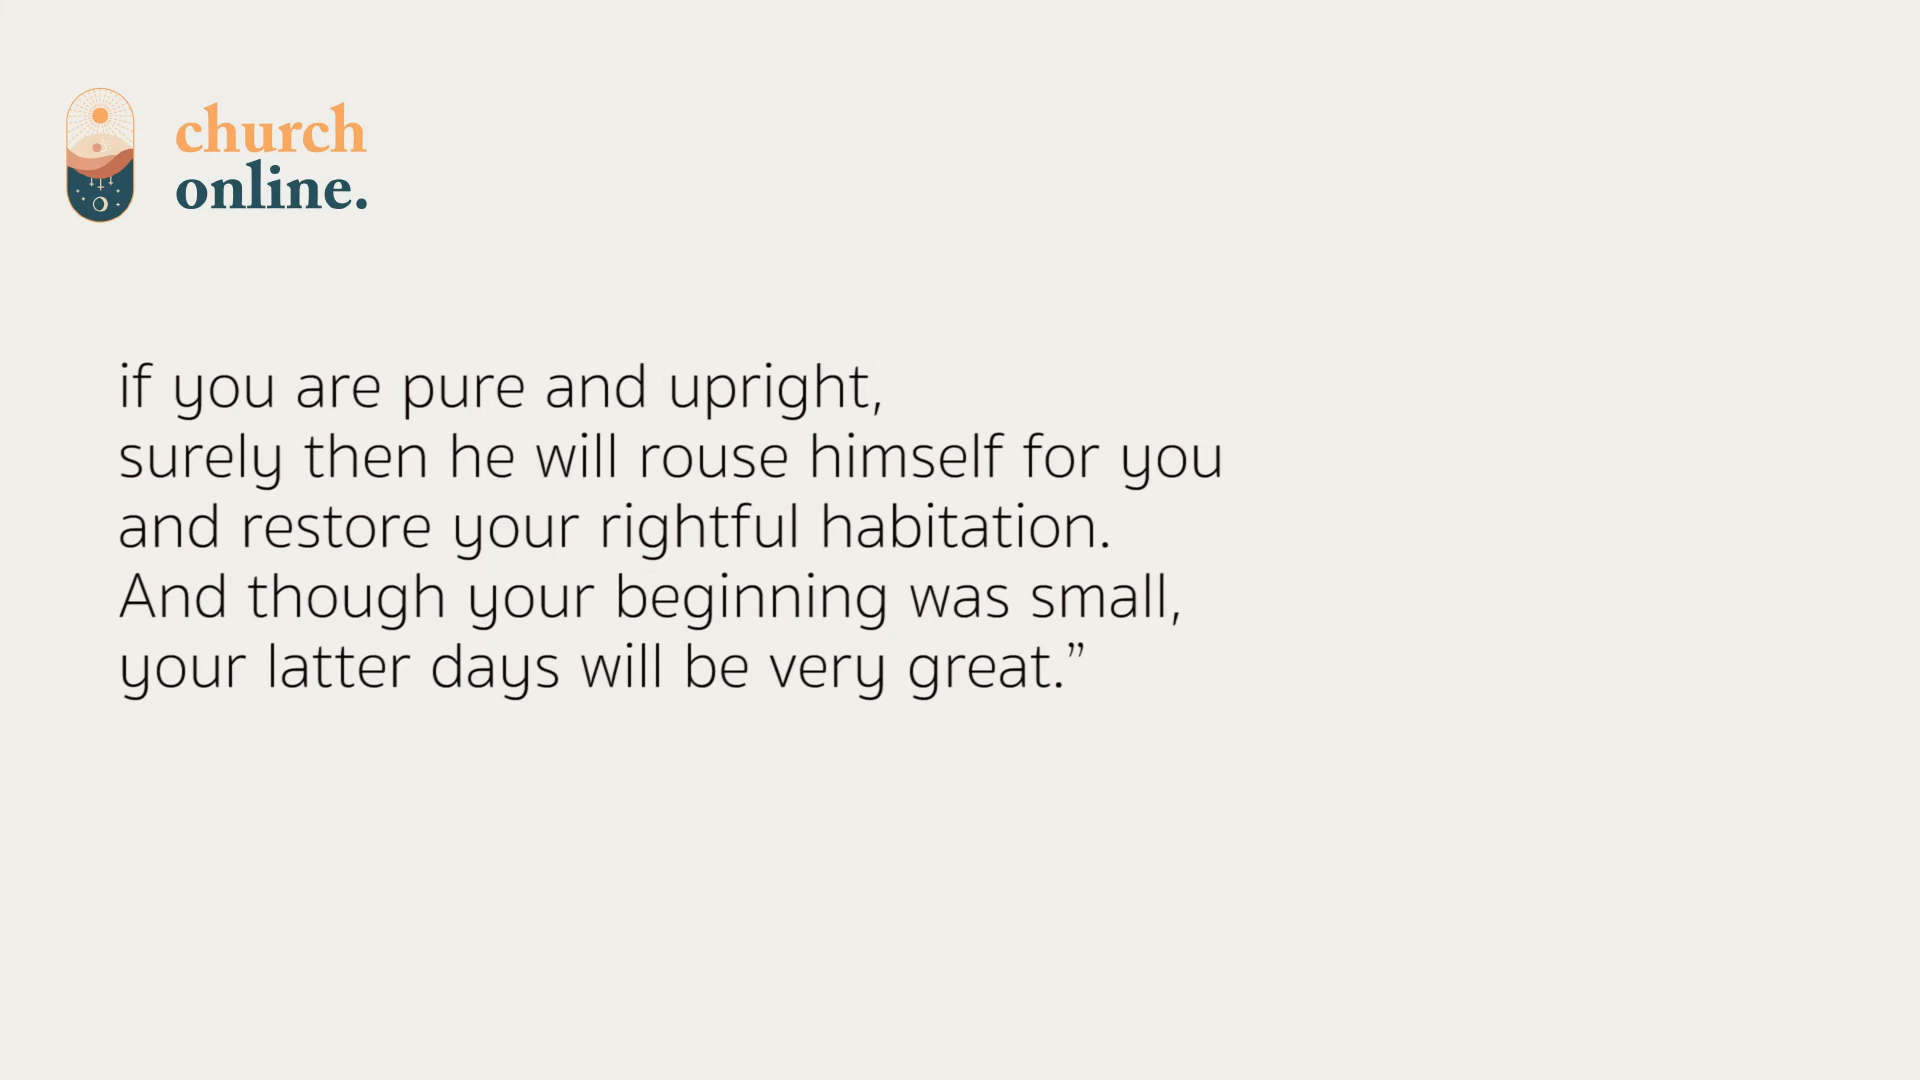 church
online.
if you are pure and upright,
surely then he will rouse himself for you
and restore your rightful habitation.
And though your beginning was small,
your latter days will be very great.”